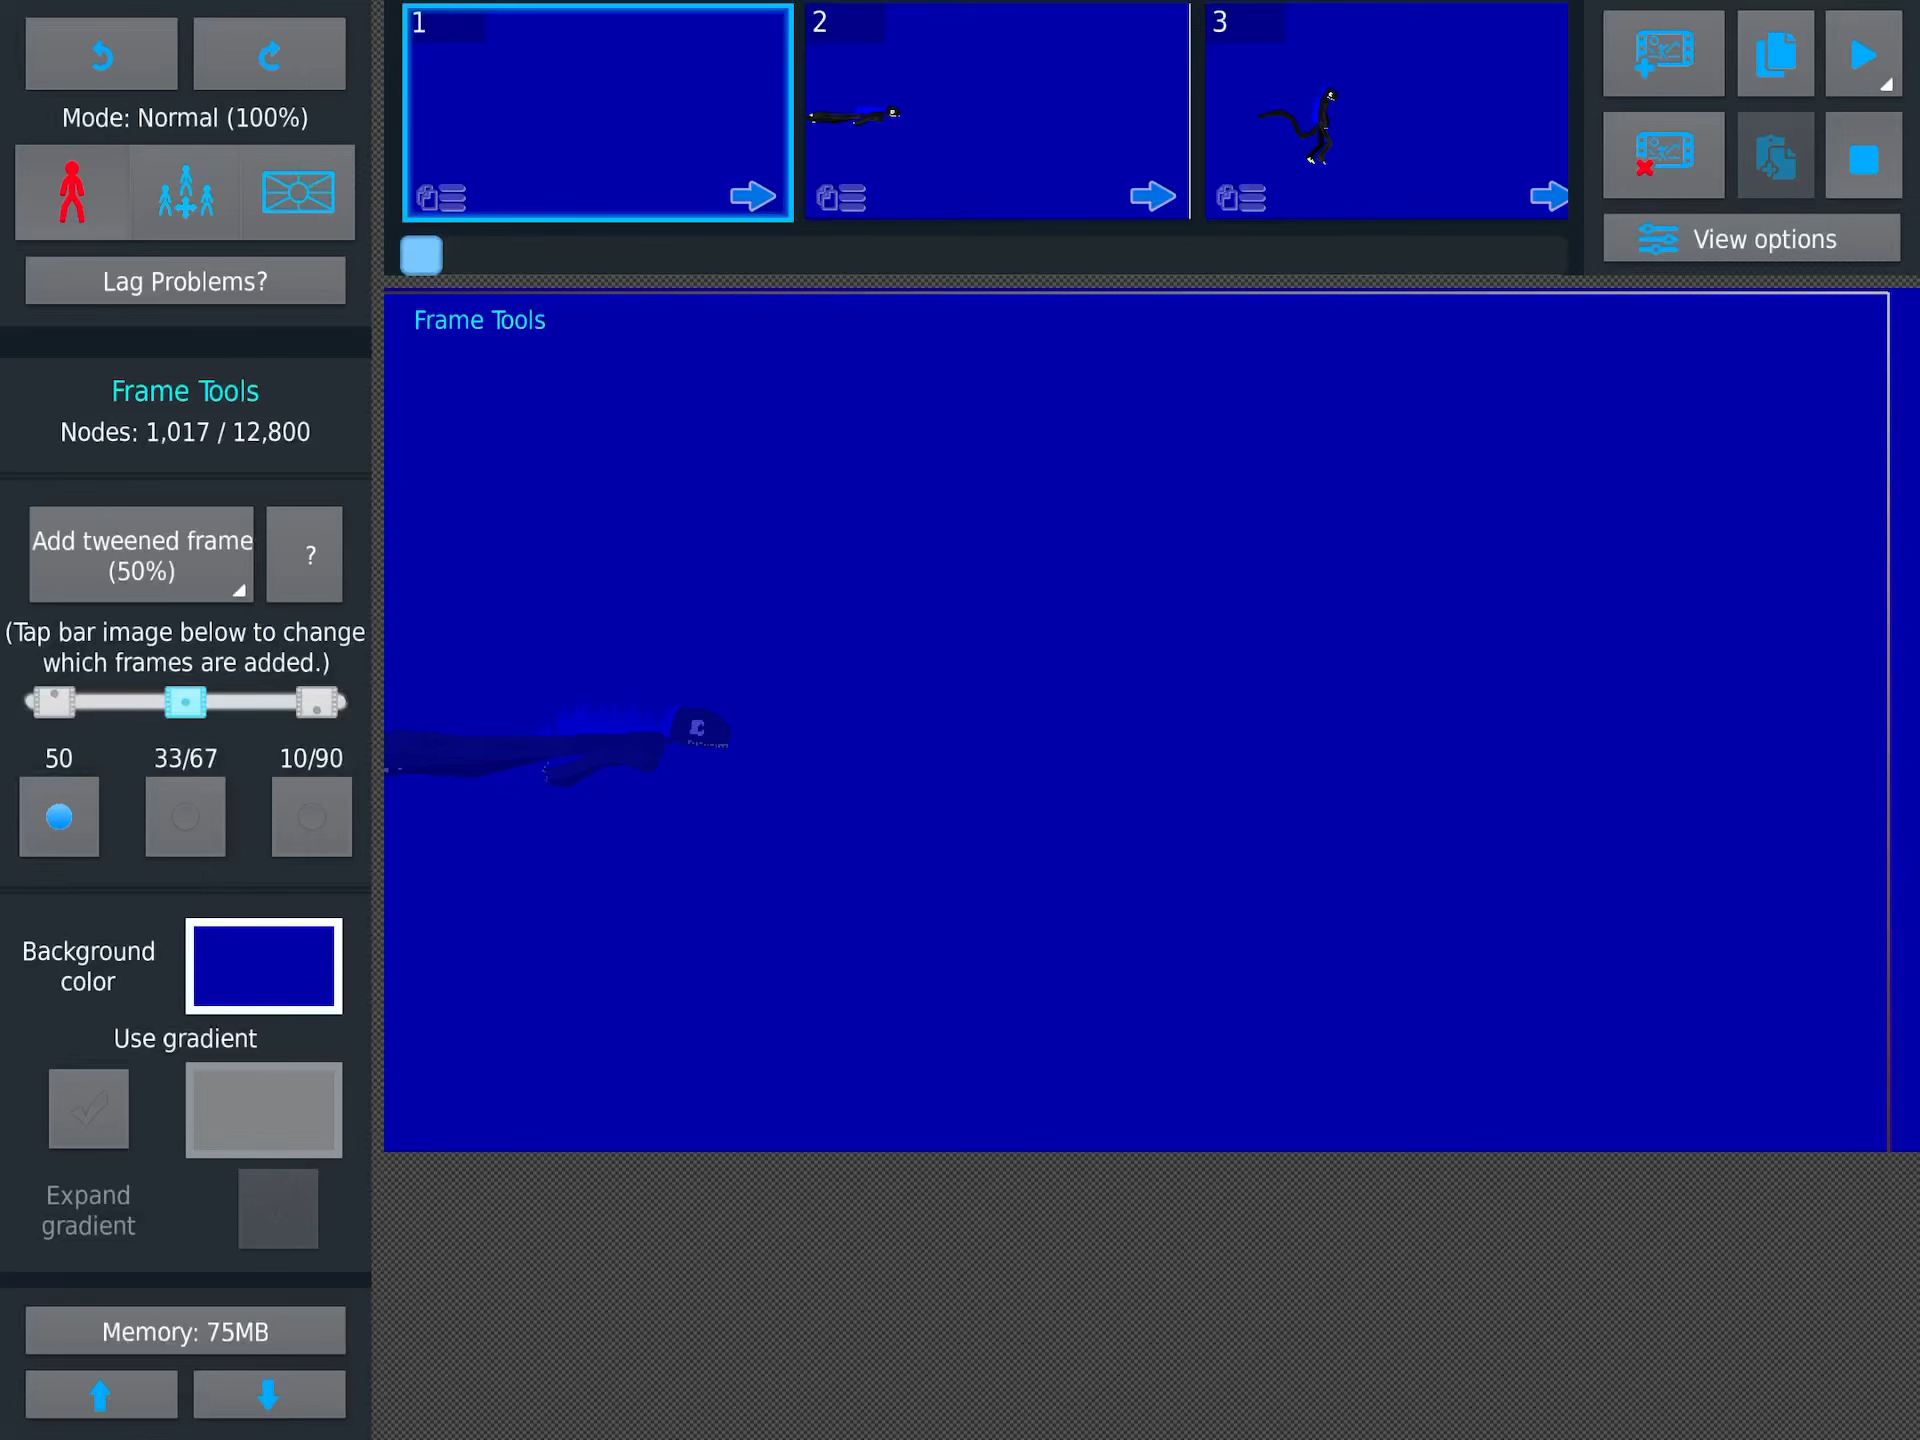 Mode: Normal (100%)
Lag Problems?
Frame Tools
Nodes: 1,017 / 12,800
Add tweened frame
(50%)
?
(Tap bar image below to change
which frames are added.)
50
33/67
10/90
Background
color
Use gradient
Expand
gradient
Memory: 75MB
1
2
3
View options
Frame Tools